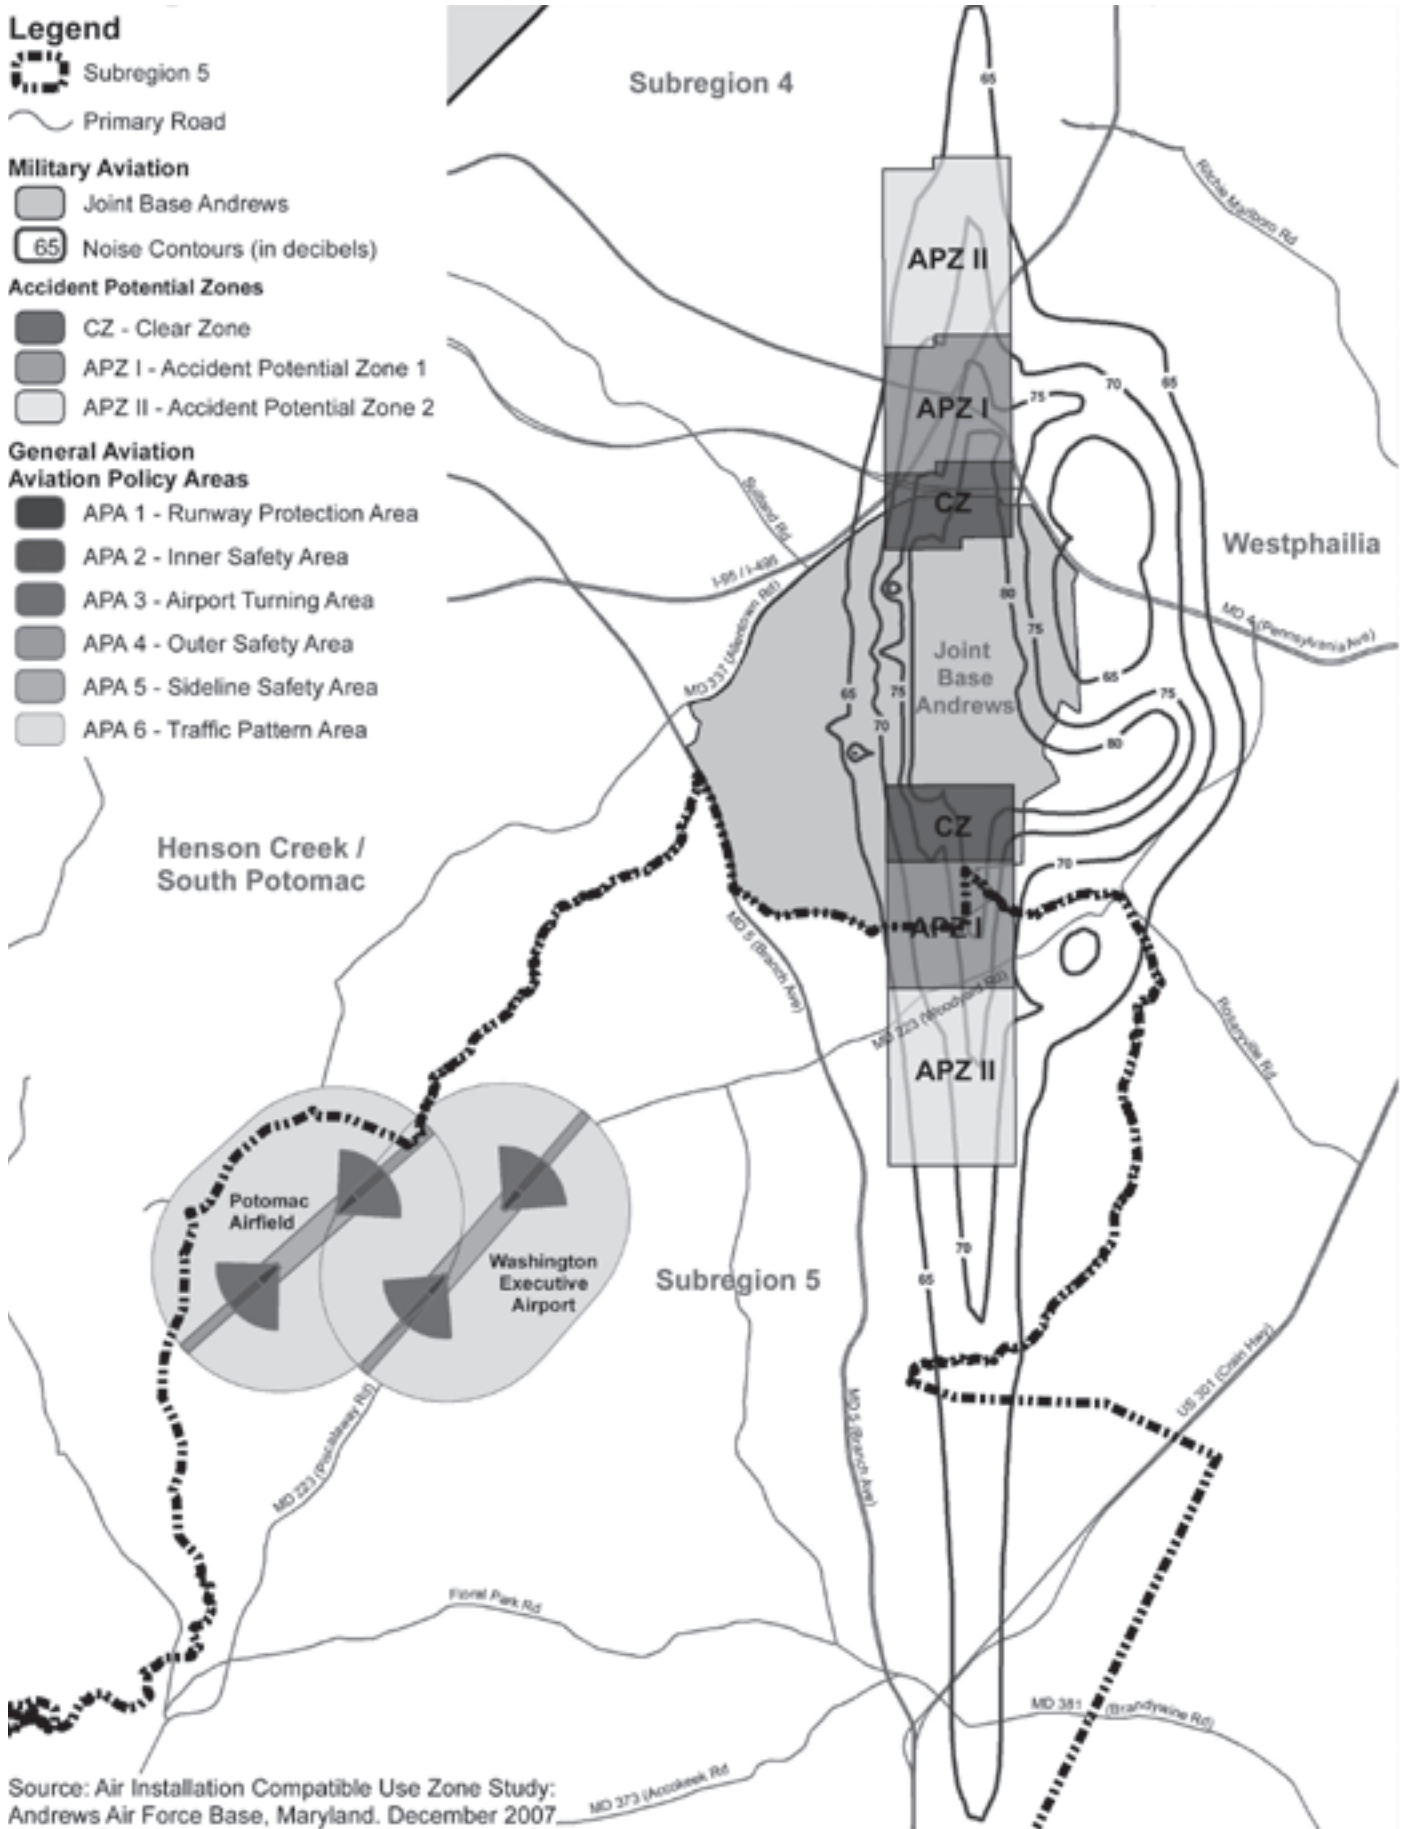 Legend
Subregion 5
Primary Road
Military Aviation
Joint Base Andrews
65 Noise Contours (in decibels)
Accident Potential Zones
CZ - Clear Zone
APZ I - Accident Potential Zone 1
APZ II - Accident Potential Zone 2
General Aviation
Aviation Policy Areas
APA 1 - Runway Protection Area
APA 2 - Inner Safety Area
APA 3 - Airport Turning Area
APA 4 - Outer Safety Area
APA 5 - Sideline Safety Area
APA 6 - Traffic Pattern Area
Subregion 4
65
Ritchie Marlboro Rd
APZ II
70
65
75
APZ I
Suitland Rd
CZ
Westphailia
I-95 / I-495
80
MD 4 (Pennsylvania Ave)
75
MD 337 (Allentown Rd)
Joint
Base
Andrews
65
65
75
75
70
80
CZ
Henson Creek /
South Potomac
70
APZ I
MD 5 (Branch Ave)
MD 223 (Woodyard Rd)
Rosaryville Rd
APZ II
Potomac
Airfield
Washington
Executive
Airport
70
65
Subregion 5
US 301 (Crain Hwy)
MD 5 (Branch Ave)
MD 223 (Piscataway Rd)
Floral Park Rd
MD 381 (Brandywine Rd)
MD 373 (Accokeek Rd
Source: Air Installation Compatible Use Zone Study:
Andrews Air Force Base, Maryland. December 2007